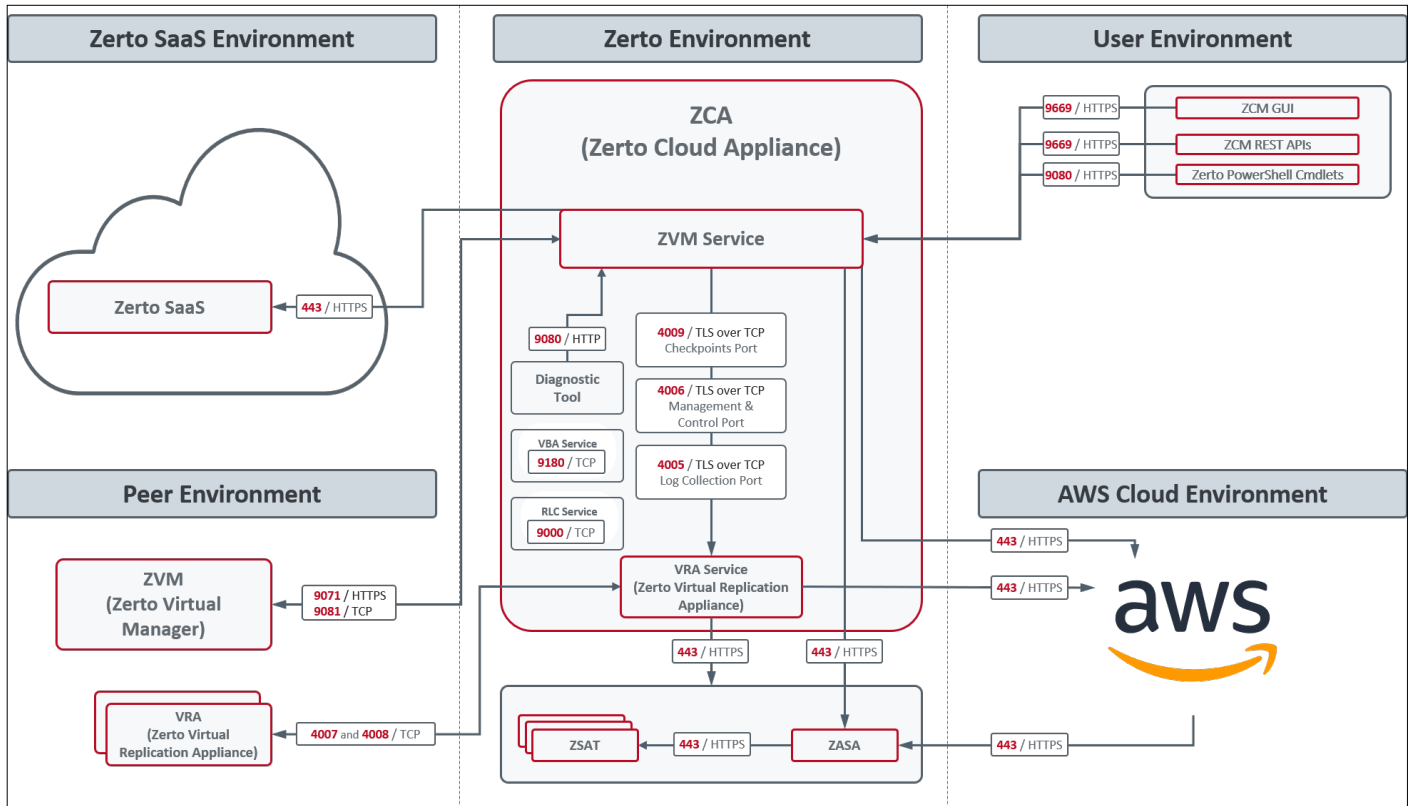 Zerto SaaS Environment
Zerto Environment
User Environment
ZCA
(Zerto Cloud Appliance)
9669 / HTTPS
ZCM GUI
9669 / HTTPS
ZCM REST APIs
9080 / HTTPS
Zerto PowerShell Cmdlets
ZVM Service
Zerto SaaS
443 / HTTPS
9080 / HTTP
Diagnostic
Tool
4009 / TLS over TCP
Checkpoints Port
4006 / TLS over TCP
Management &
Control Port
VBA Service
9180 / TCP
4005 / TLS over TCP
Log Collection Port
RLC Service
9000 / TCP
Peer Environment
AWS Cloud Environment
ZVM
(Zerto Virtual
Manager)
9071 / HTTPS
9081 / TCP
VRA Service
(Zerto Virtual Replication
Appliance)
443 / HTTPS
443 / HTTPS
aws
443 / HTTPS
443 / HTTPS
VRA
(Zerto Virtual
Replication Appliance)
4007 and 4008 / TCP
ZSAT
443 / HTTPS
ZASA
443 / HTTPS